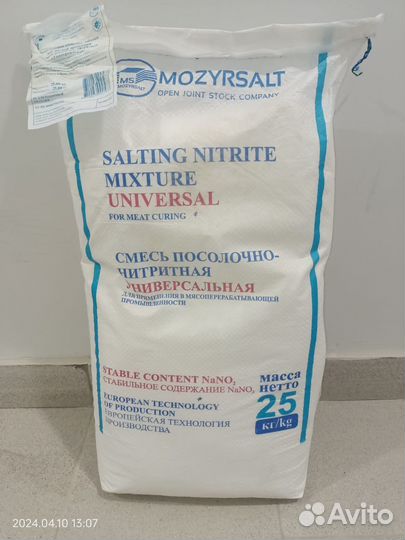 MS
MOZYRSALT
MOZYRSALT
OPEN JOINT STOCK COMPANY
SALTING NITRITE
MIXTURE
UNIVERSAL
FOR MEAT CURING
СМЕСЬ ПОСОЛОЧНО-
НИТРИТНАЯ
УНИВЕРСАЛЬНАЯ
ДЛЯ ПРИМЕНЕНИЯ В МЯСОПЕРЕРАБАТЫВАЮЩЕЙ
ПРОМЫШЛЕННОСТИ
STABLE CONTENT NaNO₂
СТАБИЛЬНОЕ СОДЕРЖАНИЕ NaNO₂
EUROPEAN TECHNOLOGY
OF PRODUCTION
ЕВРОПЕЙСКАЯ ТЕХНОЛОГИЯ
ПРОИЗВОДСТВА
масса
нетто
25
кг/kg
2024.04.10 13:07
Avito